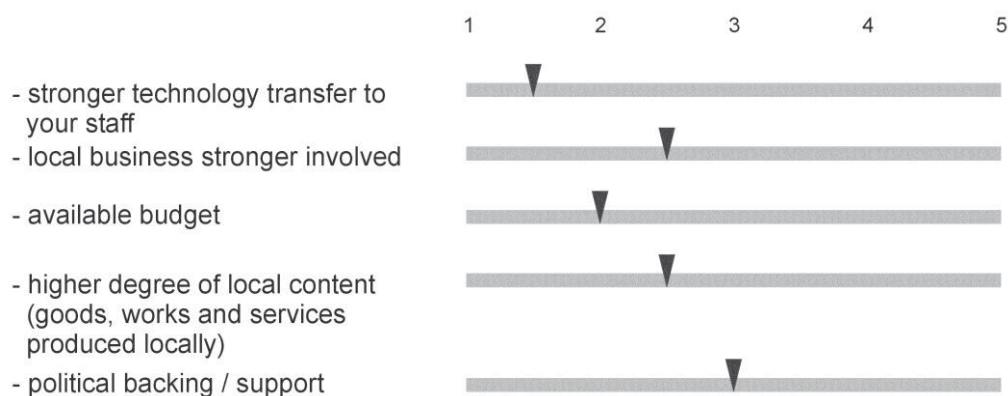 1 2 3 4 5
- stronger technology transfer to
your staff
- local business stronger involved
- available budget
- higher degree of local content
(goods, works and services
produced locally)
- political backing / support